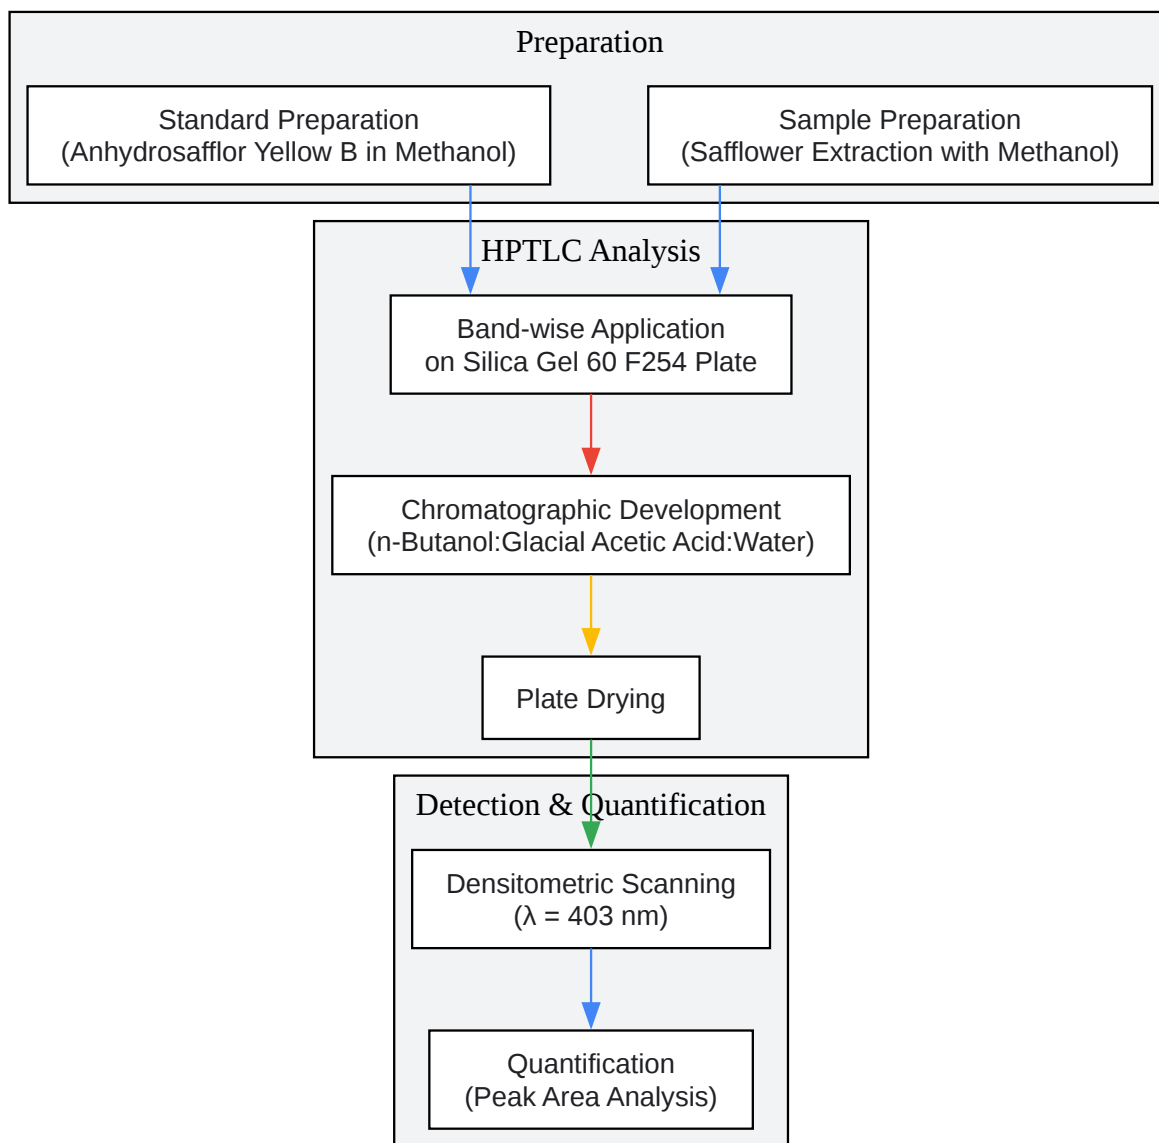 Preparation
Standard Preparation
(Anhydrosafflor Yellow B in Methanol)
Sample Preparation
(Safflower Extraction with Methanol)
HPTLC Analysis
Band-wise Application
on Silica Gel 60 F254 Plate
Chromatographic Development
(n-Butanol:Glacial Acetic Acid:Water)
Plate Drying
Detection & Quantification
Densitometric Scanning
(λ = 403 nm)
Quantification
(Peak Area Analysis)